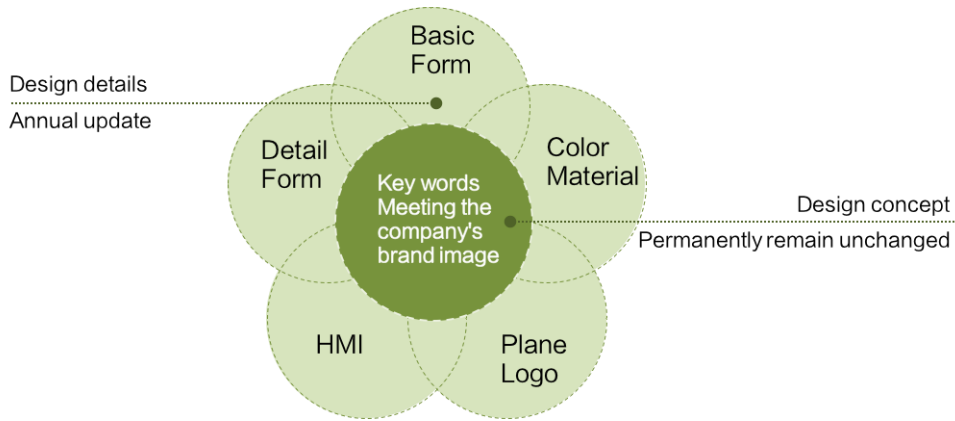 Basic
Form
Design details
Annual update
Detail
Form
Color
Material
Key words
Meeting the
company's
brand image
Design concept
Permanently remain unchanged
HMI
Plane
Logo